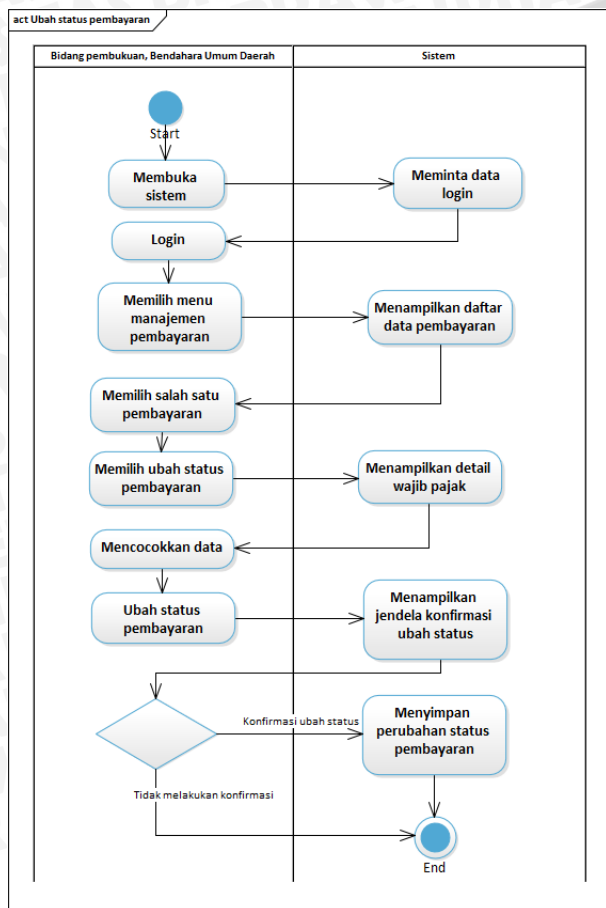 act Ubah status pembayaran
Bidang pembukuan, Bendahara Umum Daerah
Sistem
Start
Membuka
sistem
Meminta data
login
Login
Memilih menu
manajemen
pembayaran
Menampilkan daftar
data pembayaran
Memilih salah satu
pembayaran
Memilih ubah status
pembayaran
Menampilkan detail
wajib pajak
Mencocokkan data
Ubah status
pembayaran
Menampilkan
jendela konfirmasi
ubah status
Konfirmasi ubah status
Menyimpan
perubahan status
pembayaran
Tidak melakukan konfirmasi
End